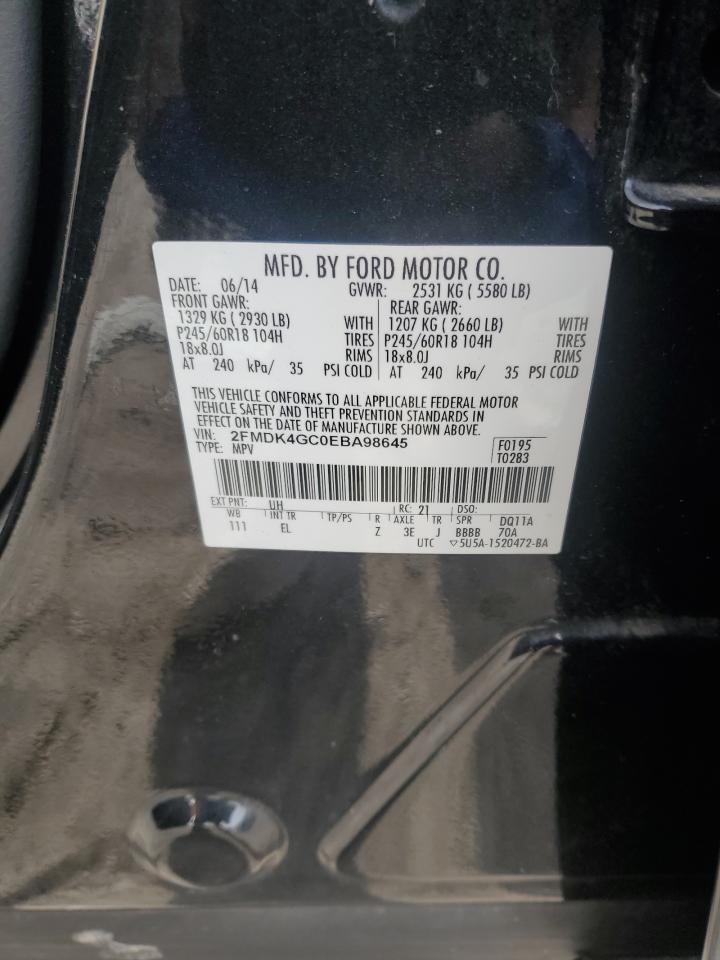 MFD. BY FORD MOTOR CO.
DATE: 06/14 GVWR: 2531 KG ( 5580 LB)
FRONT GAWR: REAR GAWR:
1329 KG ( 2930 LB) WITH 1207 KG ( 2660 LB) WITH
P245/60R18 104H TIRES P245/60R18 104H TIRES
18x8.0J RIMS 18x8.0J RIMS
AT 240 kPa/ 35 PSI COLD AT 240 kPa/ 35 PSI COLD
THIS VEHICLE CONFORMS TO ALL APPLICABLE FEDERAL MOTOR
VEHICLE SAFETY AND THEFT PREVENTION STANDARDS IN
EFFECT ON THE DATE OF MANUFACTURE SHOWN ABOVE.
VIN: 2FMDK4GC0EBA98645 F0195
TYPE: MPV T0283
EXT PNT: UH RC: 21 DSO:
WB INT TR TP/PS R AXLE TR SPR DQ11A
111 EL Z 3E J BBBB 70A
UTC ▽5U5A-1520472-BA